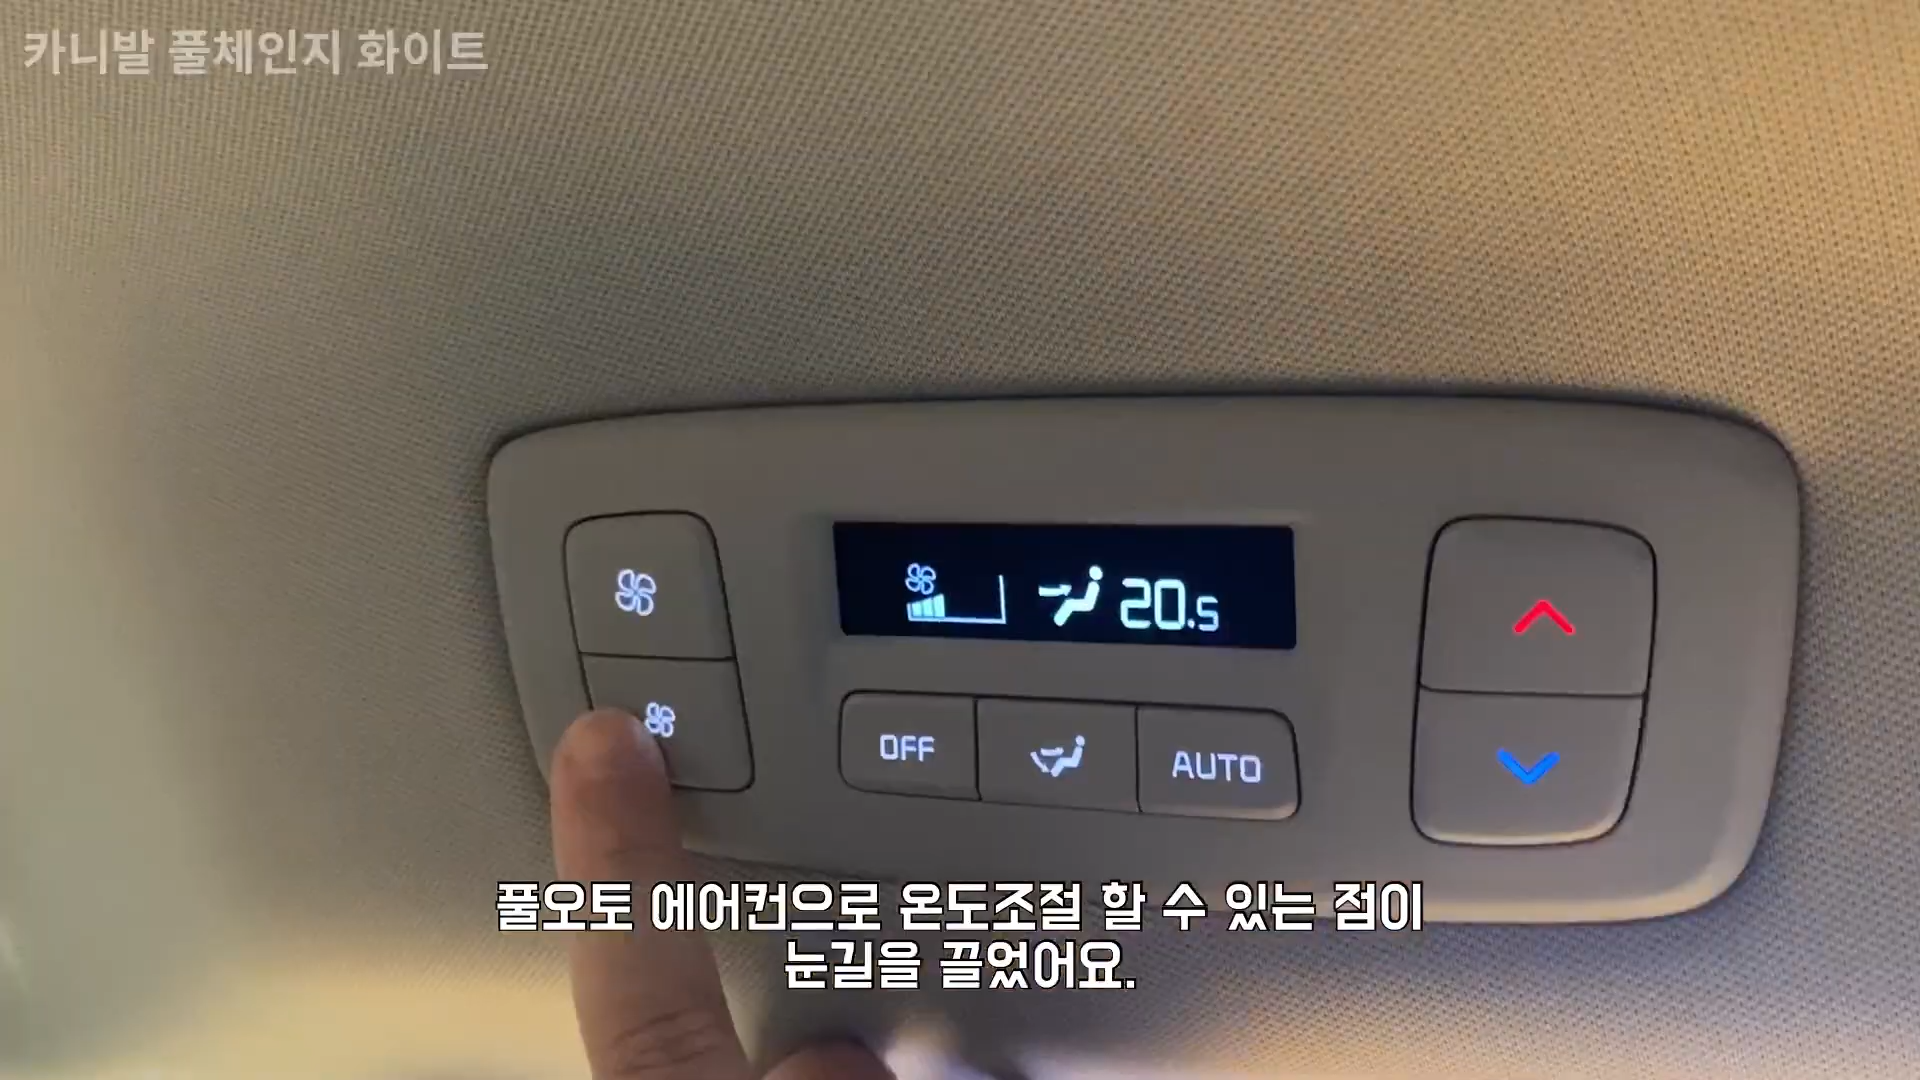 카니발 풀체인지 화이트
20.5
OFF
AUTO
풀오토 에어컨으로 온도조절 할 수 있는 점이
눈길을 끌었어요.